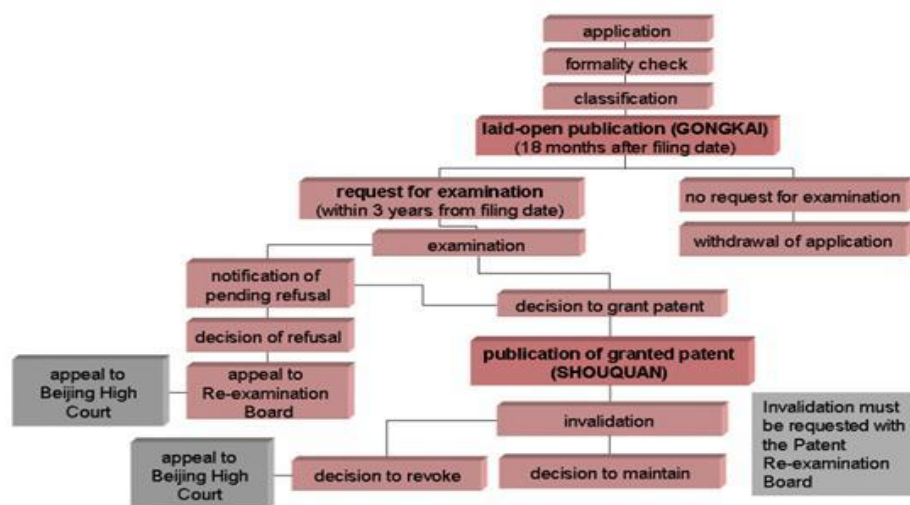 application
formality check
classification
laid-open publication (GONGKAI)
(18 months after filing date)
request for examination
(within 3 years from filing date)
no request for examination
examination
withdrawal of application
notification of
pending refusal
decision to grant patent
decision of refusal
publication of granted patent
(SHOUQUAN)
appeal to
Beijing High
Court
appeal to
Re-examination
Board
invalidation
Invalidation must
be requested with
the Patent
Re-examination
Board
appeal to
Beijing High
Court
decision to revoke
decision to maintain